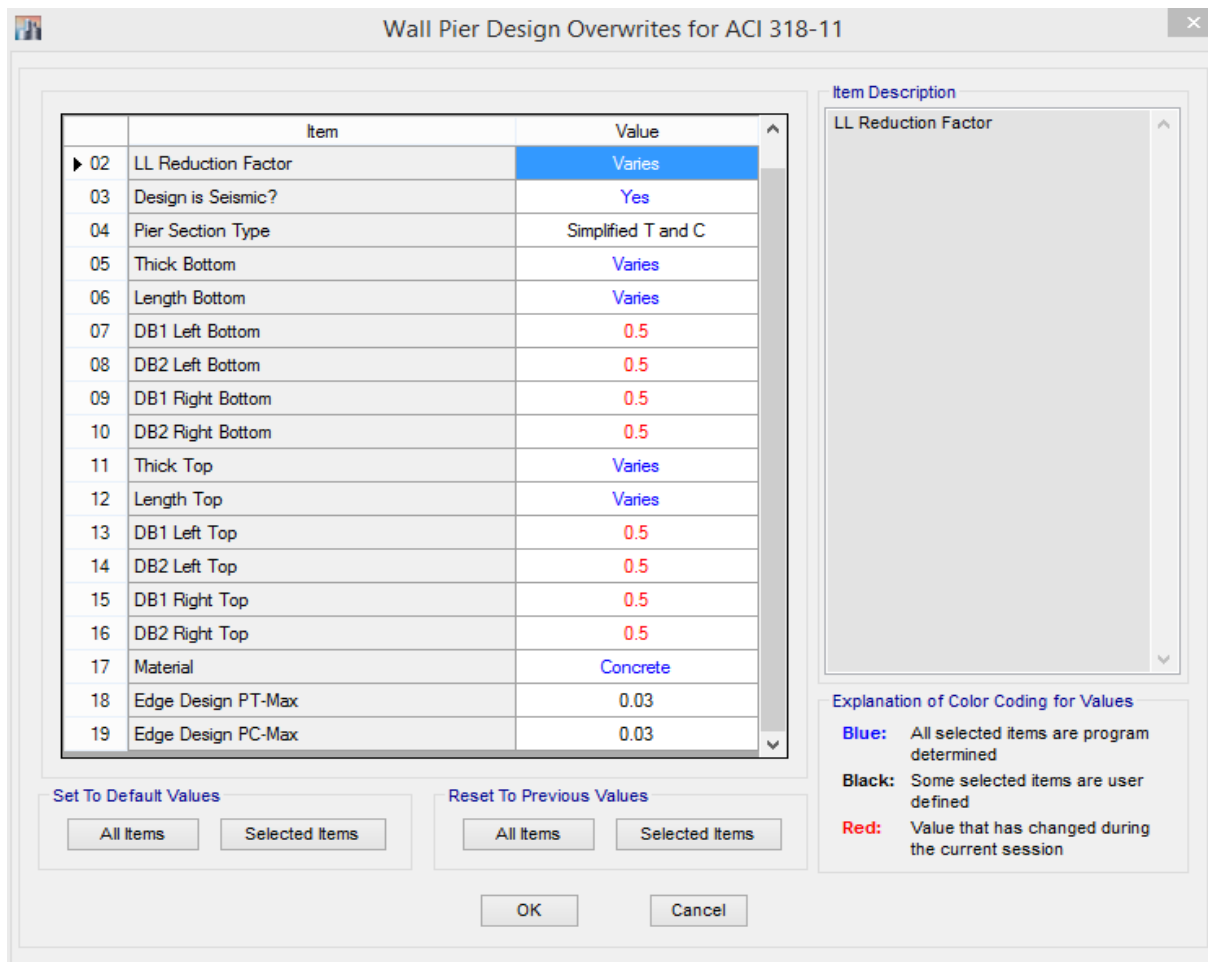 Wall Pier Design Overwrites for ACI 318-11
Item Value
02 LL Reduction Factor Varies
03 Design is Seismic? Yes
04 Pier Section Type Simplified T and C
05 Thick Bottom Varies
06 Length Bottom Varies
07 DB1 Left Bottom 0.5
08 DB2 Left Bottom 0.5
09 DB1 Right Bottom 0.5
10 DB2 Right Bottom 0.5
11 Thick Top Varies
12 Length Top Varies
13 DB1 Left Top 0.5
14 DB2 Left Top 0.5
15 DB1 Right Top 0.5
16 DB2 Right Top 0.5
17 Material Concrete
18 Edge Design PT-Max 0.03
19 Edge Design PC-Max 0.03
Set To Default Values
All Items Selected Items
Reset To Previous Values
All Items Selected Items
Item Description
LL Reduction Factor
Explanation of Color Coding for Values
Blue: All selected items are program
determined
Black: Some selected items are user
defined
Red: Value that has changed during
the current session
OK Cancel